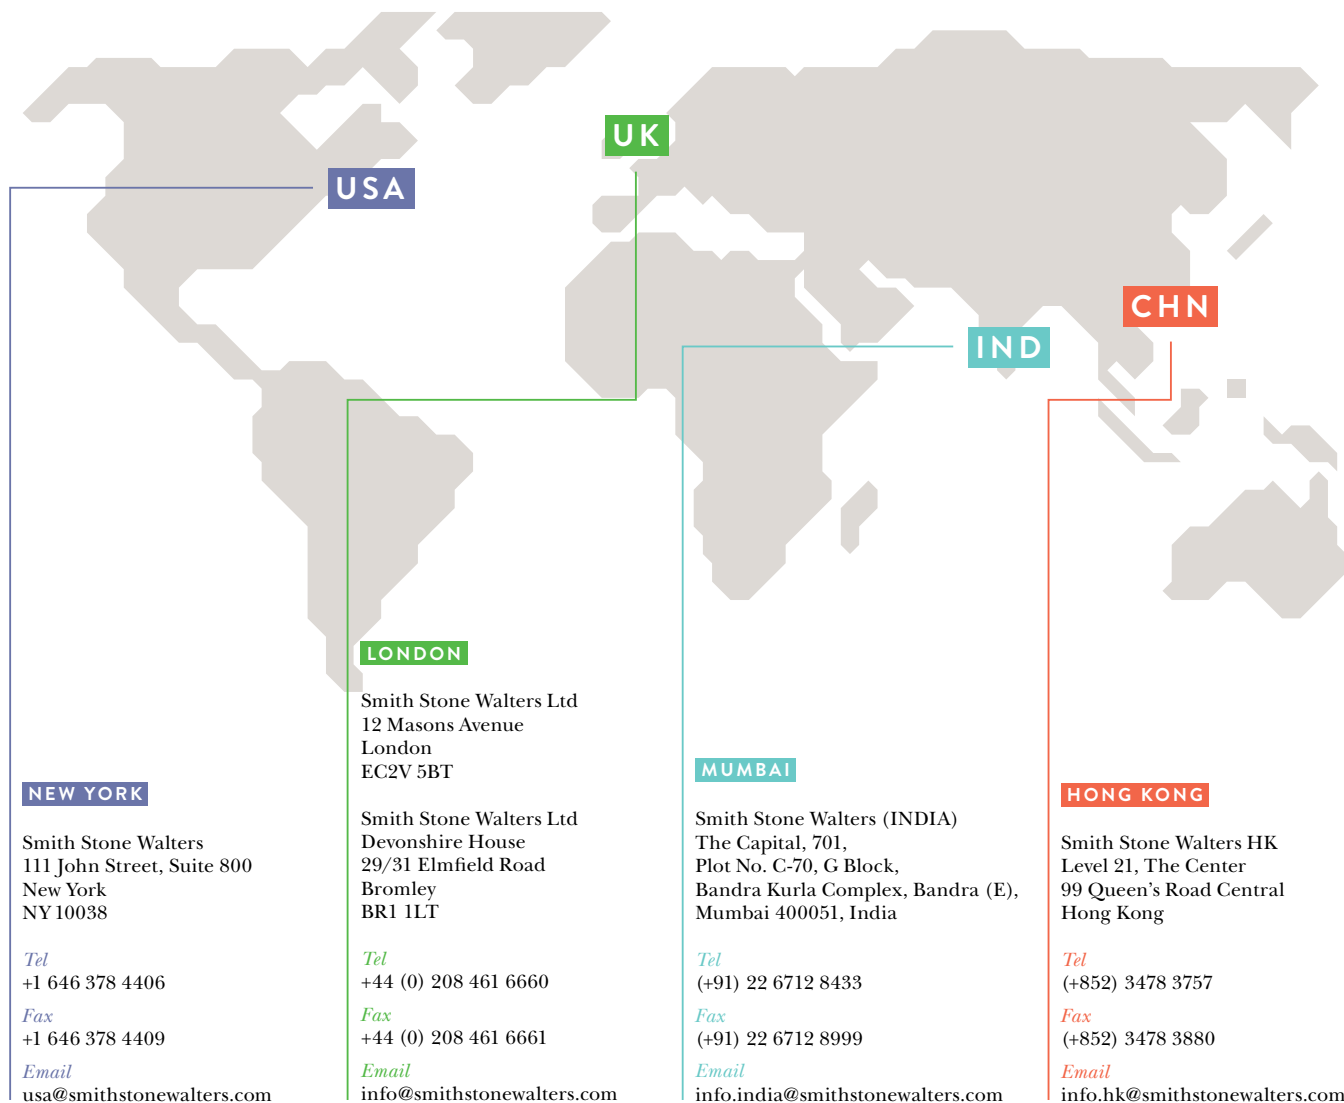 UK
USA
CHN
IND
NEW YORK
Smith Stone Walters
111 John Street, Suite 800
New York
NY 10038
Tel
+1 646 378 4406
Fax
+1 646 378 4409
Email
usa@smithstonewalters.com
LONDON
Smith Stone Walters Ltd
12 Masons Avenue
London
EC2V 5BT
Smith Stone Walters Ltd
Devonshire House
29/31 Elmfield Road
Bromley
BR1 1LT
Tel
+44 (0) 208 461 6660
Fax
+44 (0) 208 461 6661
Email
info@smithstonewalters.com
MUMBAI
Smith Stone Walters (INDIA)
The Capital, 701,
Plot No. C-70, G Block,
Bandra Kurla Complex, Bandra (E),
Mumbai 400051, India
Tel
(+91) 22 6712 8433
Fax
(+91) 22 6712 8999
Email
info.india@smithstonewalters.com
HONG KONG
Smith Stone Walters HK
Level 21, The Center
99 Queen’s Road Central
Hong Kong
Tel
(+852) 3478 3757
Fax
(+852) 3478 3880
Email
info.hk@smithstonewalters.com